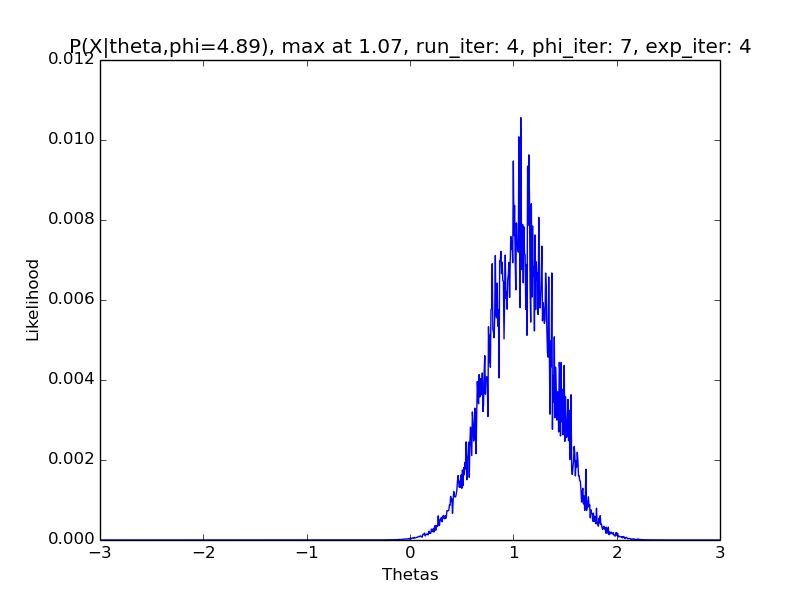 P(X|theta,phi=4.89), max at 1.07, run_iter: 4, phi_iter: 7, exp_iter: 4
0.012
0.010
0.008
0.006
0.004
0.002
0.000
Likelihood
−3 −2 −1 0 1 2 3
Thetas